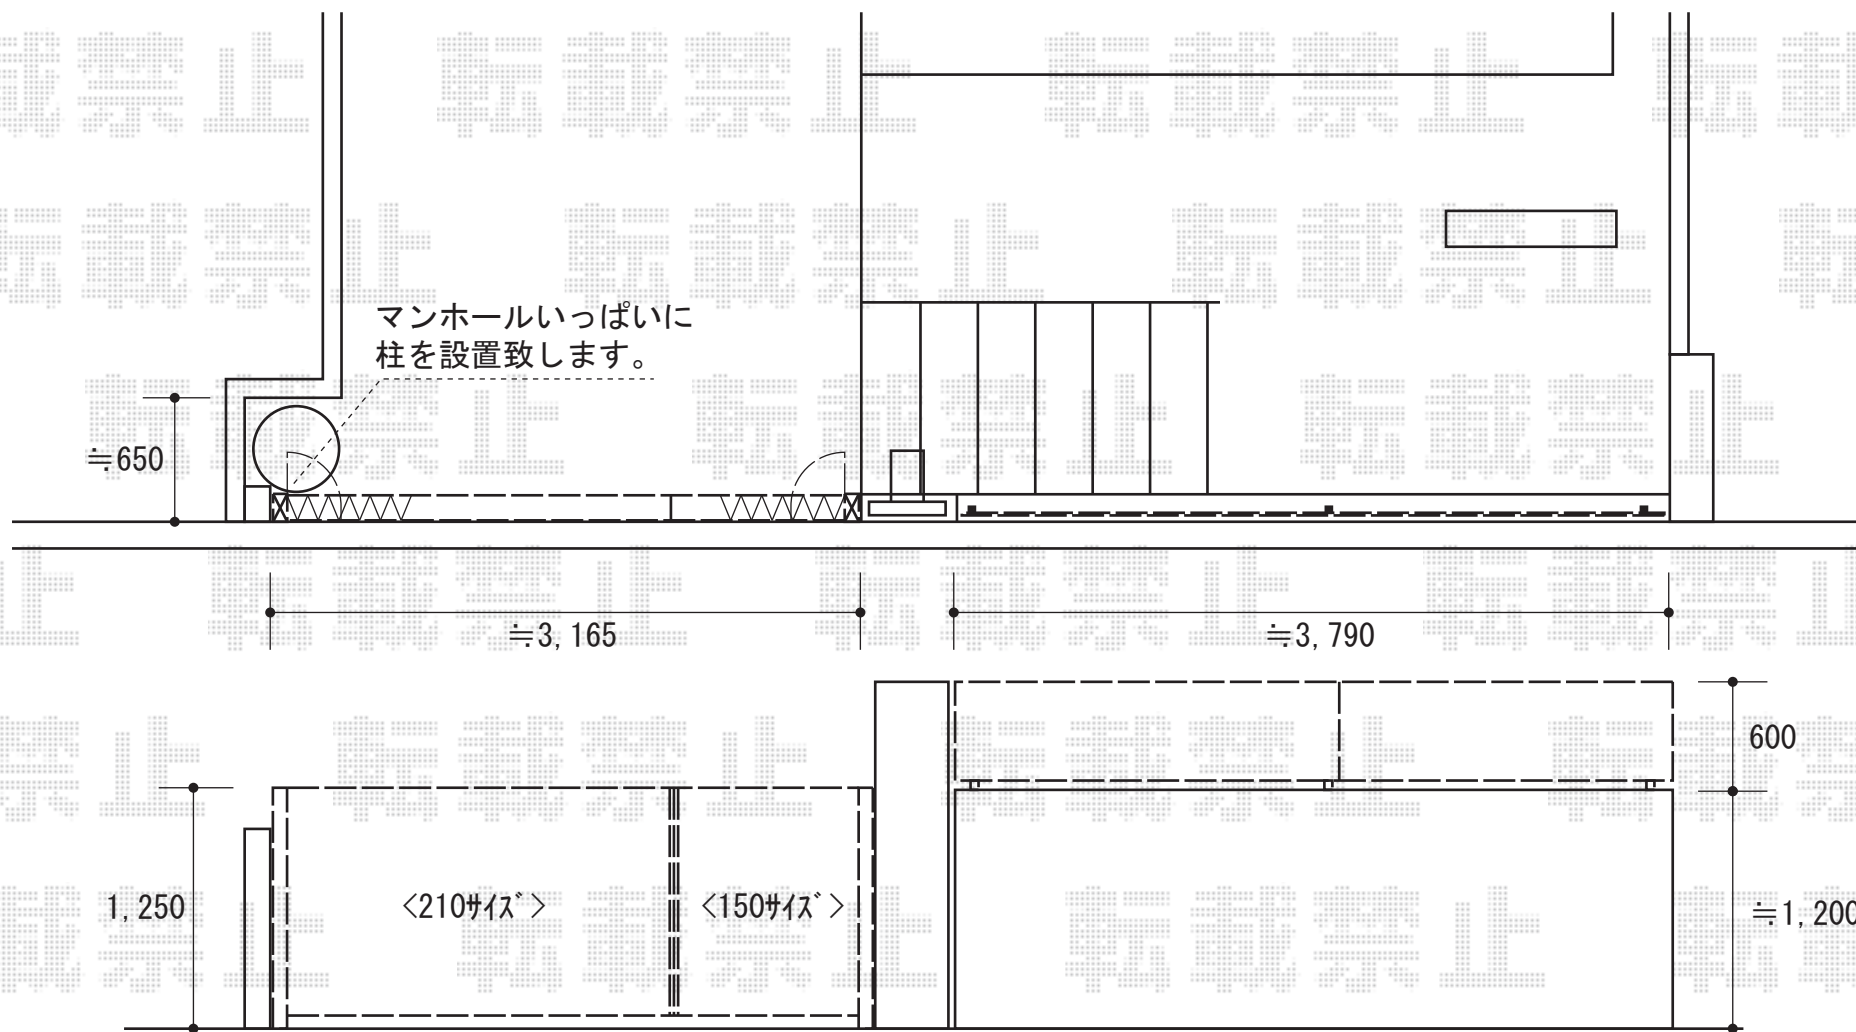 転載禁止
マンホールいっぱいに
柱を設置致します。
≒650
≒3,165
≒3,790
600
1,250
<210ｻｲｽﾞ>
<150ｻｲｽﾞ>
≒1,200